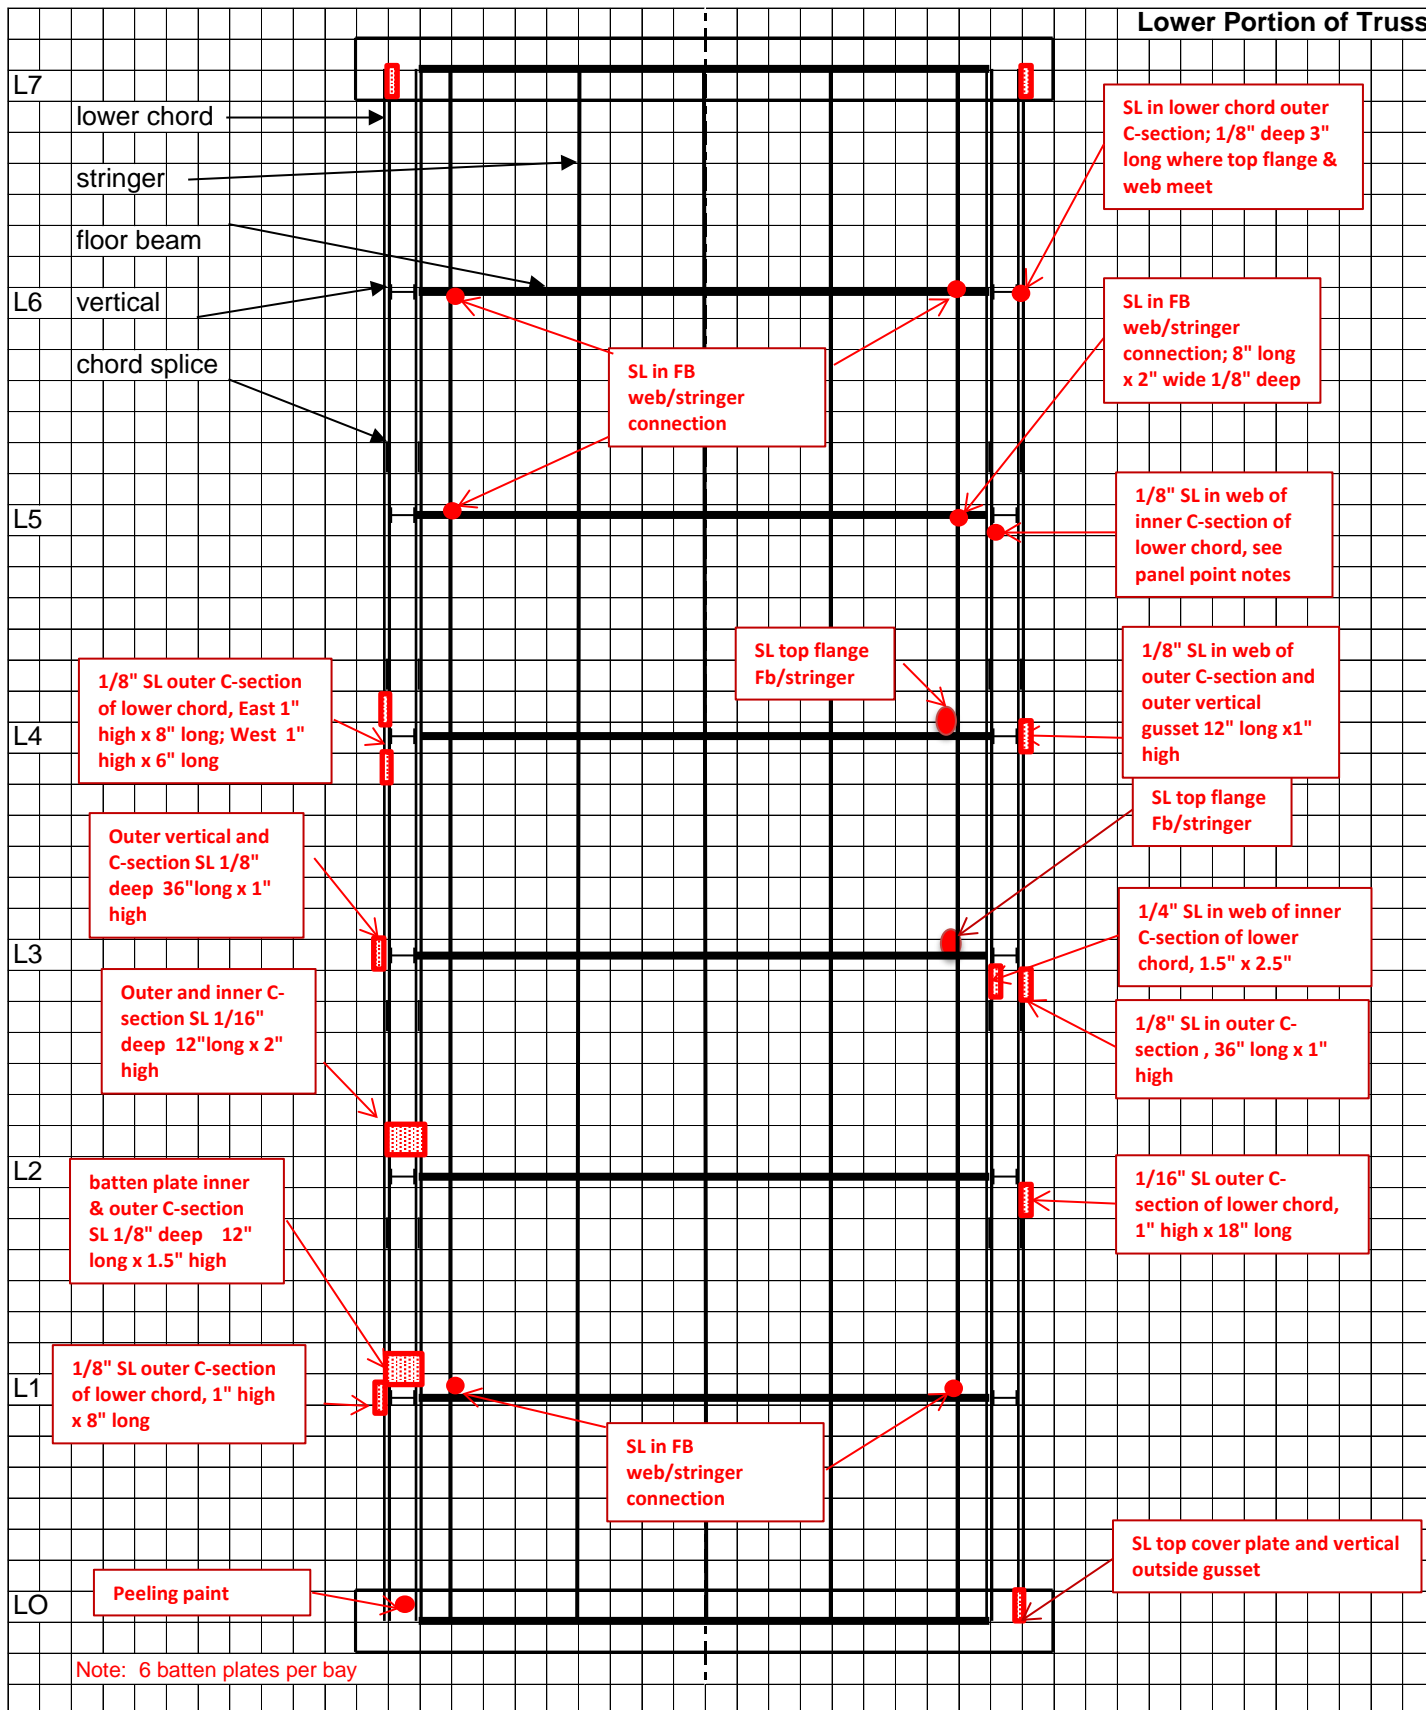 Lower Portion of Truss
L7
lower chord
SL in lower chord outer
C-section; 1/8" deep 3"
long where top flange &
web meet
stringer
floor beam
L6
vertical
SL in FB
web/stringer
connection; 8" long
x 2" wide 1/8" deep
chord splice
SL in FB
web/stringer
connection
L5
1/8" SL in web of
inner C-section of
lower chord, see
panel point notes
SL top flange
Fb/stringer
1/8" SL in web of
outer C-section and
outer vertical
gusset 12" long x1"
high
1/8" SL outer C-section
of lower chord, East 1"
high x 8" long; West 1"
high x 6" long
L4
SL top flange
Fb/stringer
Outer vertical and
C-section SL 1/8"
deep 36"long x 1"
high
1/4" SL in web of inner
C-section of lower
chord, 1.5" x 2.5"
L3
Outer and inner C-
section SL 1/16"
deep 12"long x 2"
high
1/8" SL in outer C-
section , 36" long x 1"
high
L2
batten plate inner
& outer C-section
SL 1/8" deep 12"
long x 1.5" high
1/16" SL outer C-
section of lower chord,
1" high x 18" long
1/8" SL outer C-section
of lower chord, 1" high
x 8" long
L1
SL in FB
web/stringer
connection
SL top cover plate and vertical
outside gusset
Peeling paint
LO
Note: 6 batten plates per bay